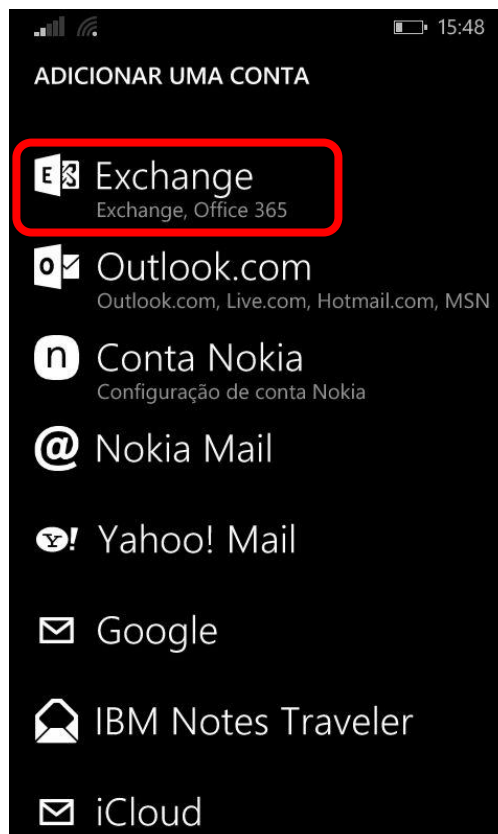 15:48
ADICIONAR UMA CONTA
E Exchange
Exchange, Office 365
o Outlook.com
Outlook.com, Live.com, Hotmail.com, MSN
n Conta Nokia
Configuração de conta Nokia
@ Nokia Mail
Y! Yahoo! Mail
Google
IBM Notes Traveler
iCloud